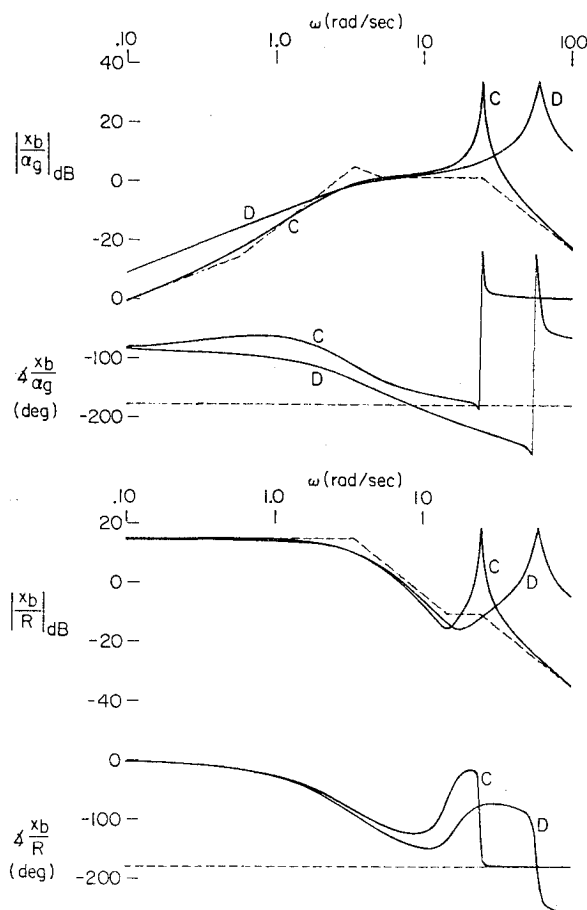 ω(rad/sec)
.10 1.0 10 100
40
20
0
-20
0
-100
-200
|xb/αg|dB
C
D
D
C
∡ xb/αg
(deg)
C
D
ω(rad/sec)
.10 1.0 10
20
0
-20
-40
|xb/R|dB
C
D
0
-100
-200
∡ xb/R
(deg)
C
D